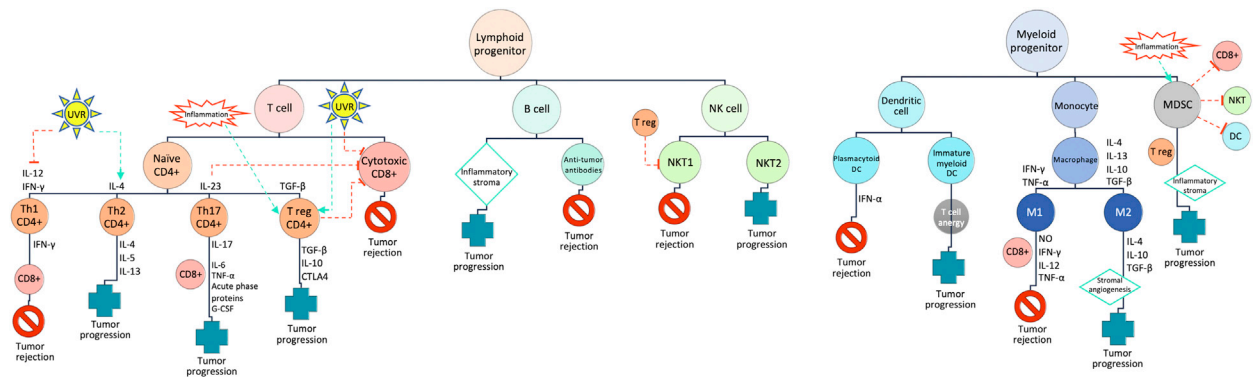 Lymphoid
progenitor
T cell
B cell
NK cell
UVR
Inflammation
UVR
Naïve
CD4+
Cytotoxic
CD8+
IL-12
IFN-γ
IL-4
IL-23
TGF-β
Th1
CD4+
Th2
CD4+
Th17
CD4+
T reg
CD4+
Tumor
rejection
IFN-γ
CD8+
Tumor
rejection
IL-4
IL-5
IL-13
Tumor
progression
IL-17
CD8+
IL-6
TNF-α
Acute phase
proteins
G-CSF
Tumor
progression
TGF-β
IL-10
CTLA4
Tumor
progression
Inflammatory
stroma
Tumor
progression
Anti-tumor
antibodies
Tumor
rejection
T reg
NKT1
Tumor
rejection
NKT2
Tumor
progression
Myeloid
progenitor
Inflammation
CD8+
NKT
DC
Dendritic
cell
Monocyte
MDSC
Plasmacytoid
DC
IFN-α
Tumor
rejection
Immature
myeloid
DC
T cell
anergy
Tumor
progression
Macrophage
IFN-γ
TNF-α
IL-4
IL-13
IL-10
TGF-β
M1
M2
CD8+
NO
IFN-γ
IL-12
TNF-α
Tumor
rejection
IL-4
IL-10
TGF-β
Stromal
angiogenesis
Tumor
progression
T reg
Inflammatory
stroma
Tumor
progression